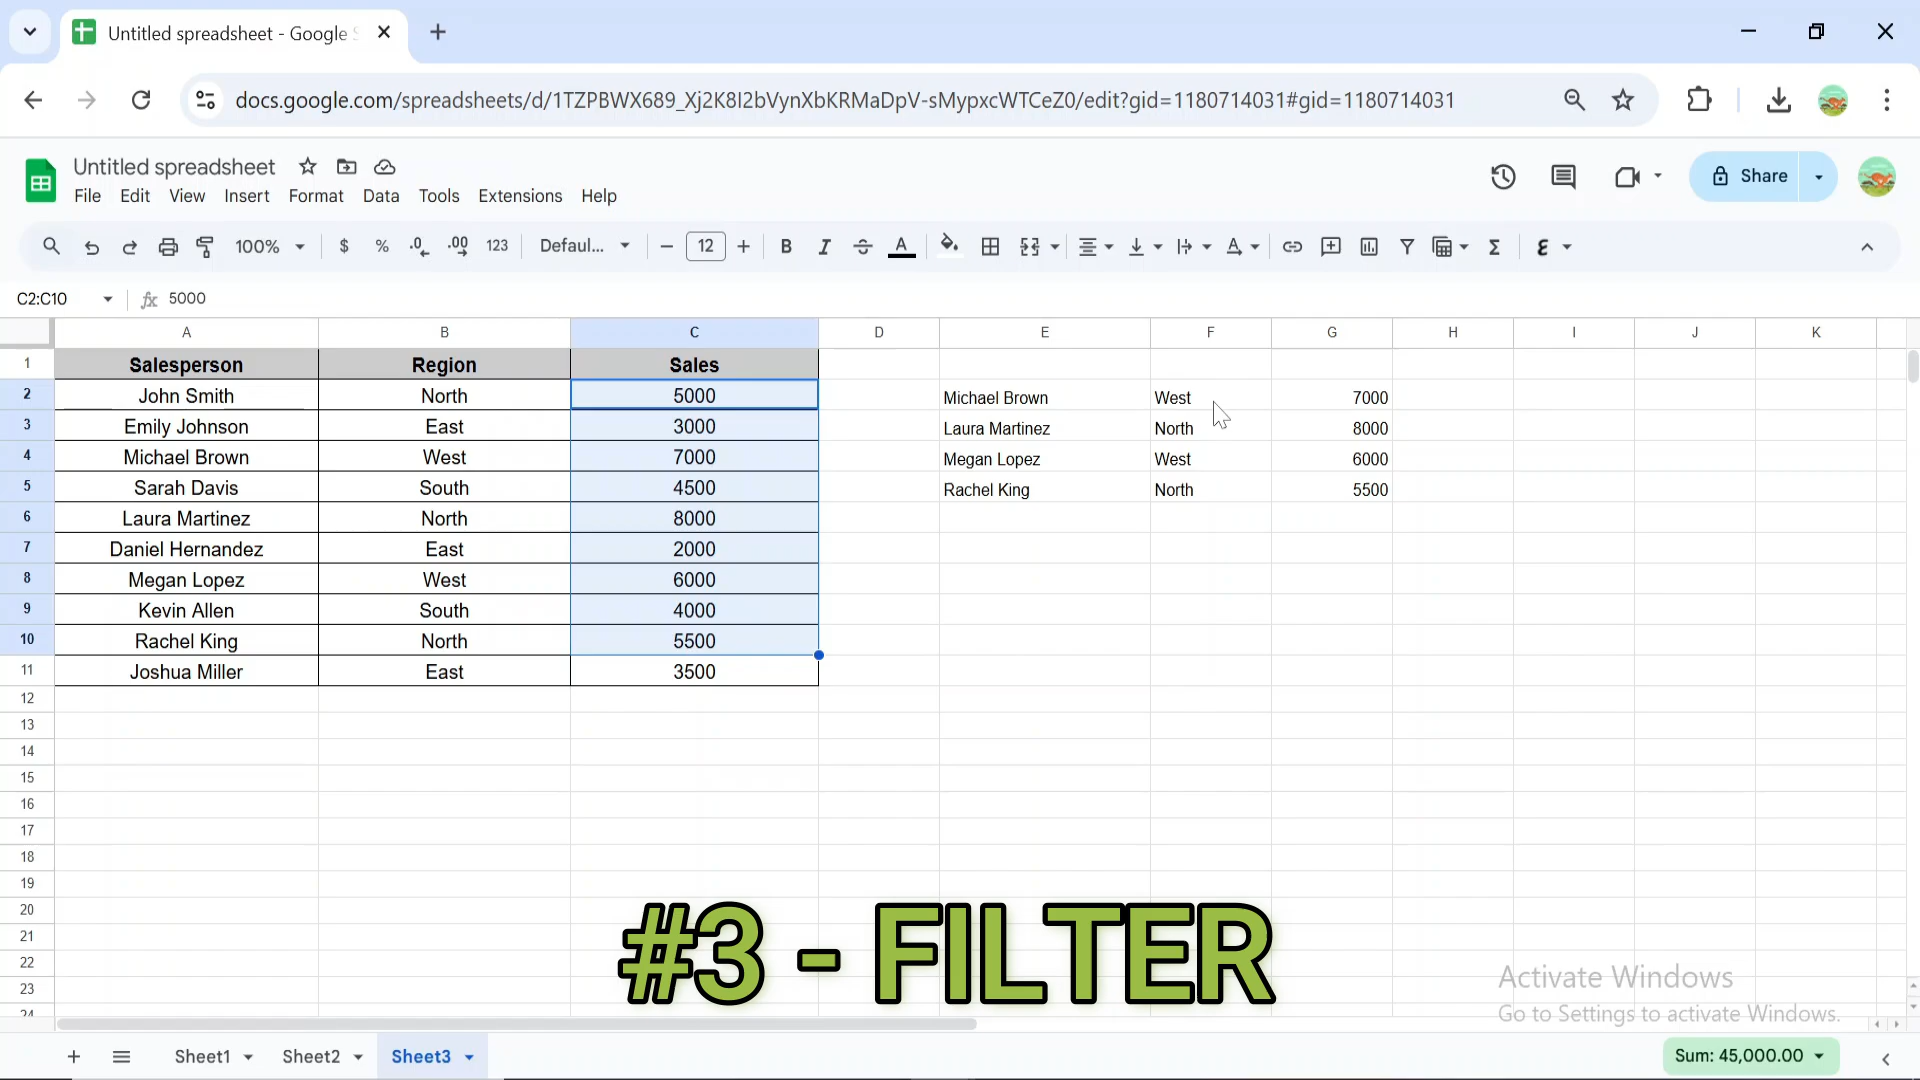 Untitled spreadsheet - Google S
docs.google.com/spreadsheets/d/1TZPBWX689_Xj2K8I2bVynXbKRMaDpV-sMypxcWTCeZ0/edit?gid=1180714031#gid=1180714031
Untitled spreadsheet
File Edit View Insert Format Data Tools Extensions Help
Share
100% $ % .0 .00 123 Defaul... 12 B I A Σ
C2:C10 fx 5000
A B C D E F G H I J K
1 Salesperson Region Sales
2 John Smith North 5000 Michael Brown West 7000
3 Emily Johnson East 3000 Laura Martinez North 8000
4 Michael Brown West 7000 Megan Lopez West 6000
5 Sarah Davis South 4500 Rachel King North 5500
6 Laura Martinez North 8000
7 Daniel Hernandez East 2000
8 Megan Lopez West 6000
9 Kevin Allen South 4000
10 Rachel King North 5500
11 Joshua Miller East 3500
12
13
14
15
16
17
18
19
20
21
22
23
24
#3 - FILTER
Activate Windows
Go to Settings to activate Windows.
Sheet1 Sheet2 Sheet3 Sum: 45,000.00